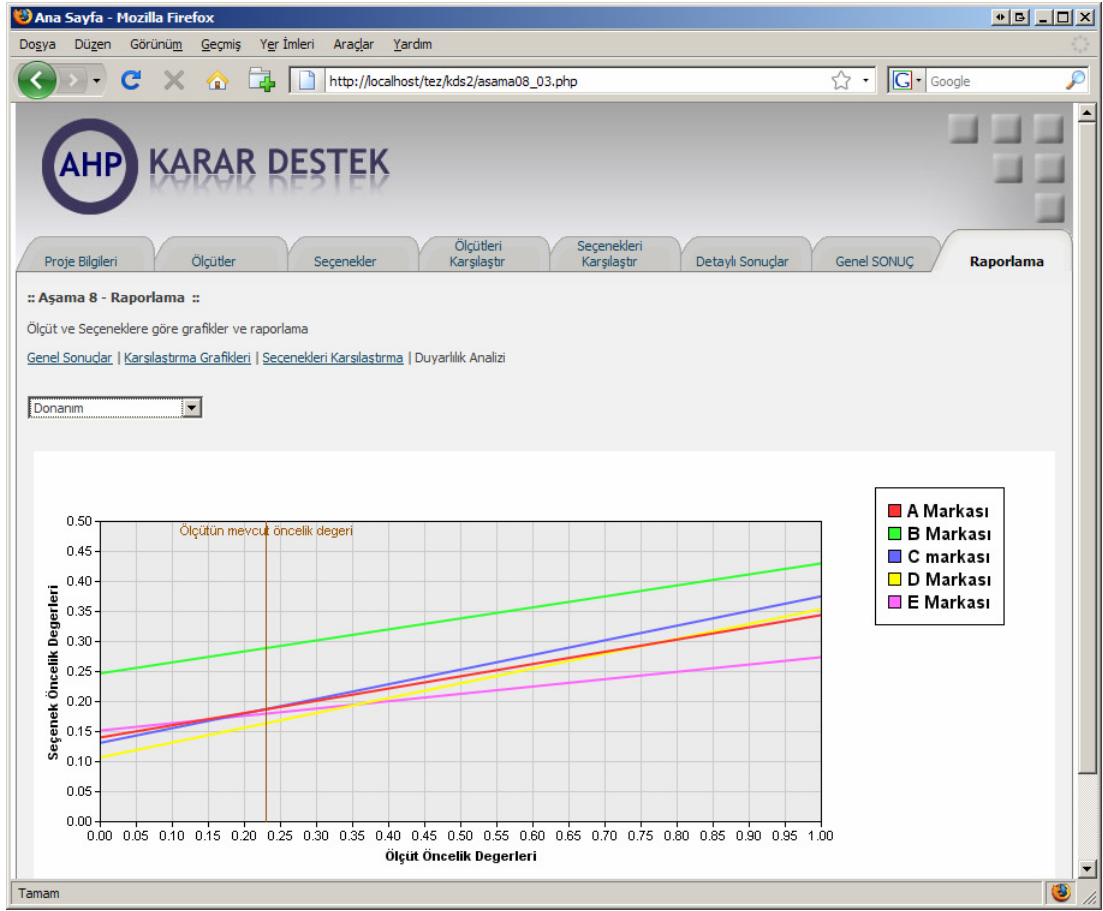 Ana Sayfa - Mozilla Firefox
Dosya Düzen Görünüm Geçmiş Yer İmleri Araçlar Yardım
http://localhost/tez/kds2/asama08_03.php
G Google
AHP KARAR DESTEK
Proje Bilgileri
Ölçütler
Seçenekler
Ölçütleri
Karşılaştır
Seçenekleri
Karşılaştır
Detaylı Sonuçlar
Genel SONUÇ
Raporlama
:: Aşama 8 - Raporlama ::
Ölçüt ve Seçeneklere göre grafikler ve raporlama
Genel Sonuçlar | Karşılaştırma Grafikleri | Seçenekleri Karşılaştırma | Duyarlılık Analizi
Donanım
A Markası
B Markası
C markası
D Markası
E Markası
Ölçütün mevcut öncelik degeri
Seçenek Öncelik Degerleri
0.50
0.45
0.40
0.35
0.30
0.25
0.20
0.15
0.10
0.05
0.00
0.00 0.05 0.10 0.15 0.20 0.25 0.30 0.35 0.40 0.45 0.50 0.55 0.60 0.65 0.70 0.75 0.80 0.85 0.90 0.95 1.00
Ölçüt Öncelik Degerleri
Tamam